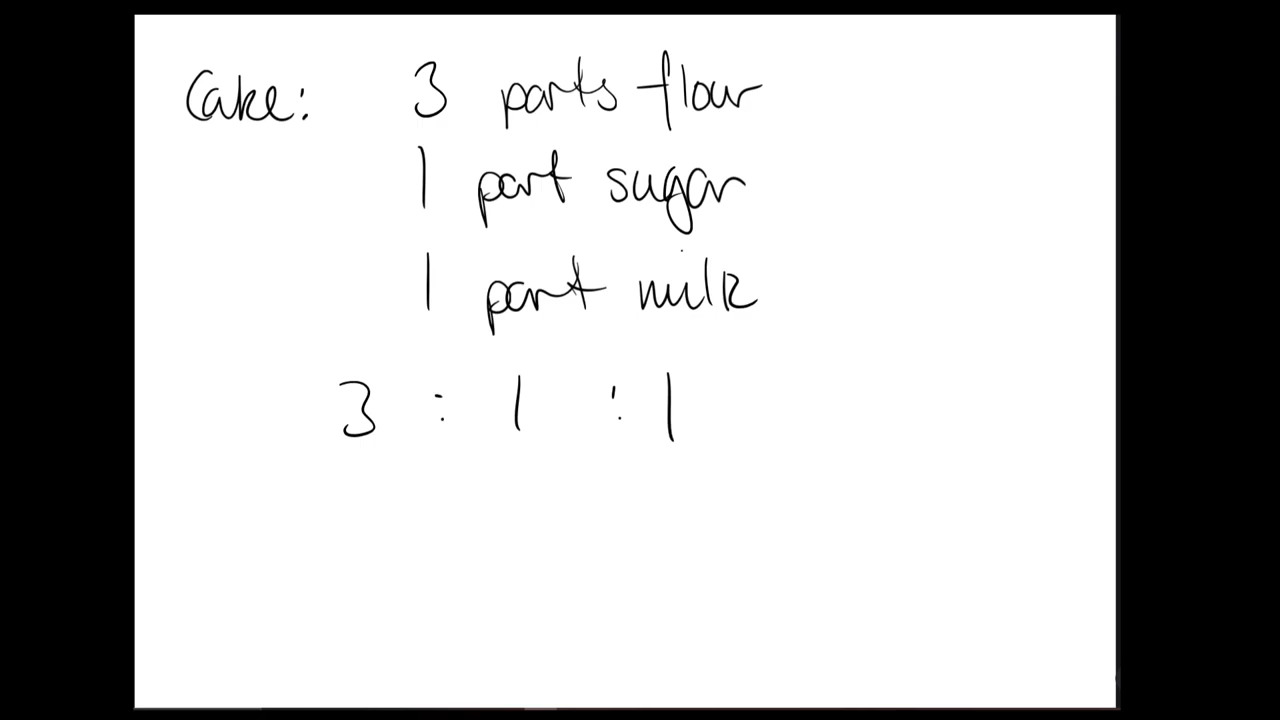 Cake: 3 parts flour
1 part sugar
1 part milk
3 : 1 : 1